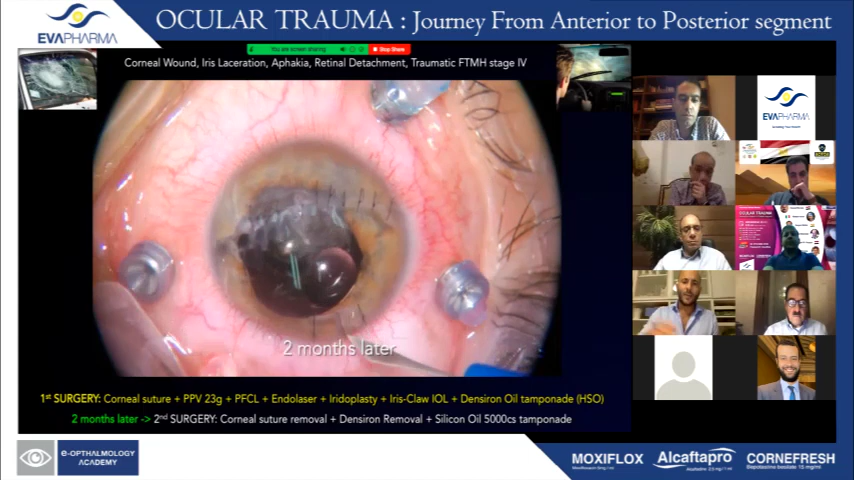 OCULAR TRAUMA : Journey From Anterior to Posterior segment
EVAPHARMA
You are screen sharing
Stop Share
Corneal Wound, Iris Laceration, Aphakia, Retinal Detachment, Traumatic FTMH stage IV
EVAPHARMA
OCULAR TRAUMA
2 months later
1st SURGERY: Corneal suture + PPV 23g + PFCL + Endolaser + Iridoplasty + Iris-Claw IOL + Densiron Oil tamponade (HSO)
2 months later -> 2nd SURGERY: Corneal suture removal + Densiron Removal + Silicon Oil 5000cs tamponade
e-OPTHALMOLOGY
ACADEMY
MOXIFLOX
Alcaftapro
CORNEFRESH